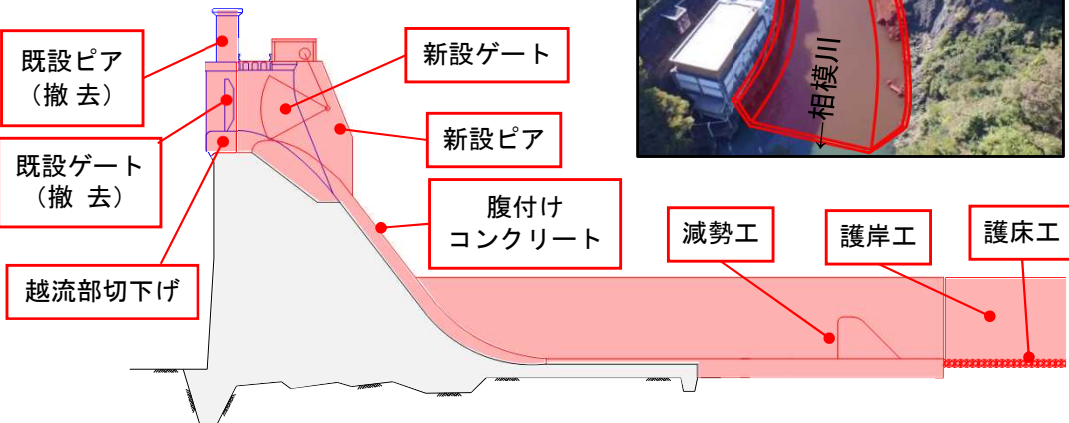 既設ピア
（撤 去）
新設ゲート
←相模川
新設ピア
既設ゲート
（撤 去）
腹付け
コンクリート
減勢工
護岸工
護床工
越流部切下げ